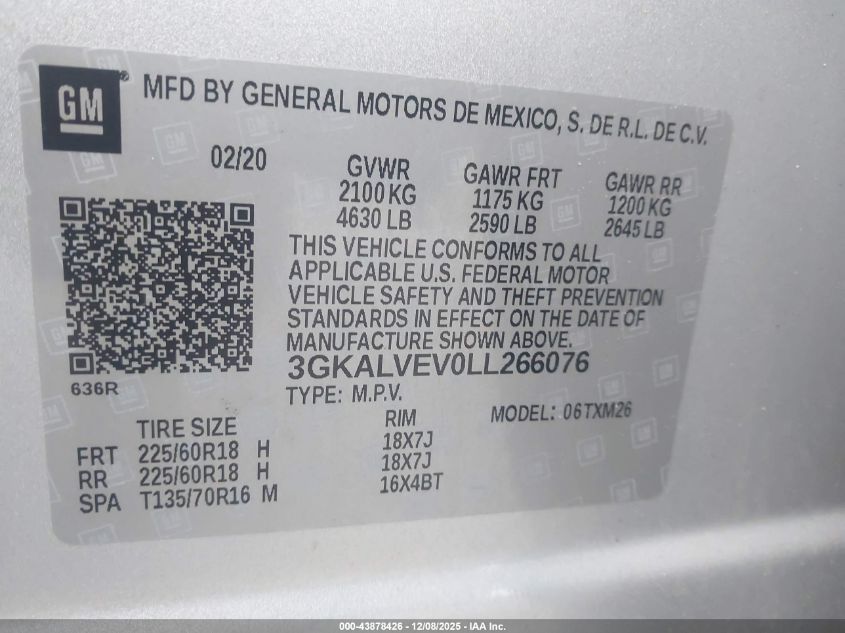 GM ®
MFD BY GENERAL MOTORS DE MEXICO, S. DE R.L. DE C.V.
02/20
GVWR GAWR FRT GAWR RR
2100 KG 1175 KG 1200 KG
4630 LB 2590 LB 2645 LB
THIS VEHICLE CONFORMS TO ALL
APPLICABLE U.S. FEDERAL MOTOR
VEHICLE SAFETY AND THEFT PREVENTION
STANDARDS IN EFFECT ON THE DATE OF
MANUFACTURE SHOWN ABOVE.
3GKALVEV0LL266076
636R
TYPE: M.P.V. MODEL: 06TXM26
TIRE SIZE RIM
FRT 225/60R18 H 18X7J
RR 225/60R18 H 18X7J
SPA T135/70R16 M 16X4BT
000-43878426 - 12/08/2025 - IAA Inc.